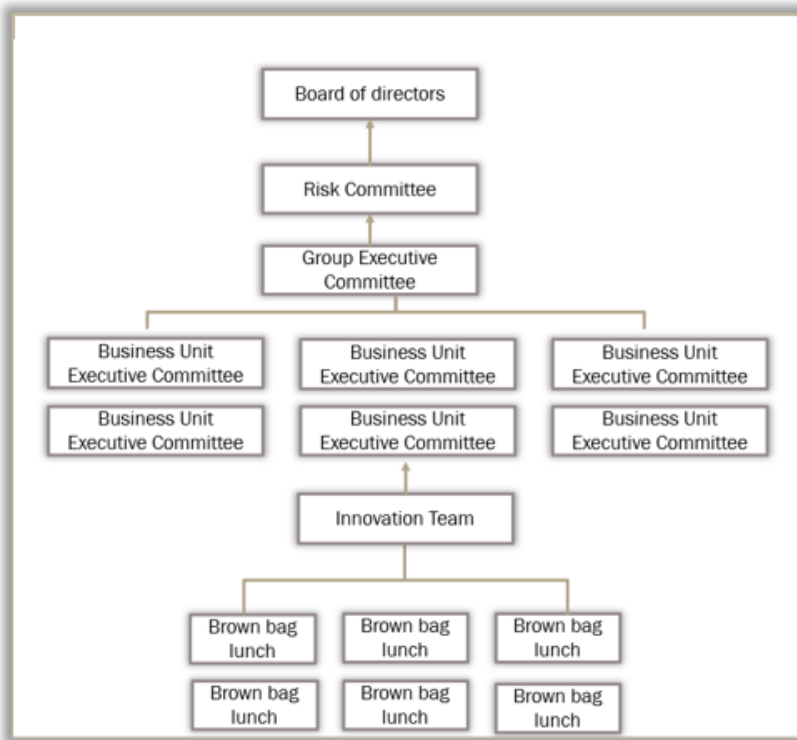 Board of directors
Risk Committee
Group Executive
Committee
Business Unit
Executive Committee
Business Unit
Executive Committee
Business Unit
Executive Committee
Business Unit
Executive Committee
Business Unit
Executive Committee
Business Unit
Executive Committee
Innovation Team
Brown bag
lunch
Brown bag
lunch
Brown bag
lunch
Brown bag
lunch
Brown bag
lunch
Brown bag
lunch